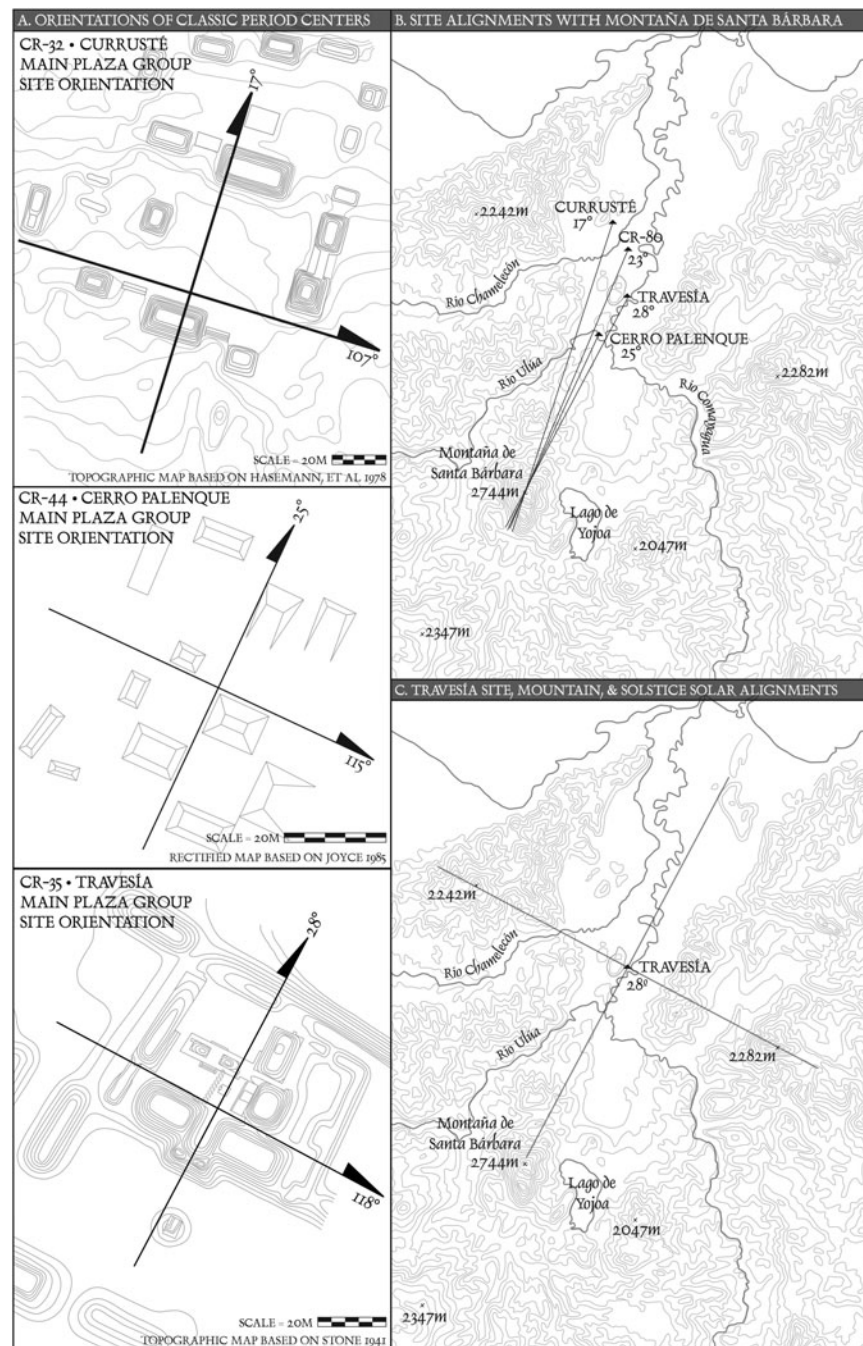 A. ORIENTATIONS OF CLASSIC PERIOD CENTERS
CR-32 • CURRUSTÉ
MAIN PLAZA GROUP
SITE ORIENTATION
17°
107°
SCALE = 20M
TOPOGRAPHIC MAP BASED ON HASEMANN, ET AL 1978
CR-44 • CERRO PALENQUE
MAIN PLAZA GROUP
SITE ORIENTATION
25°
115°
SCALE = 20M
RECTIFIED MAP BASED ON JOYCE 1985
CR-35 • TRAVESÍA
MAIN PLAZA GROUP
SITE ORIENTATION
28°
118°
SCALE = 20M
TOPOGRAPHIC MAP BASED ON STONE 1941
B. SITE ALIGNMENTS WITH MONTAÑA DE SANTA BÁRBARA
2242m
CURRUSTÉ
17°
CR-80
23°
Río Chamelecón
TRAVESÍA
28°
CERRO PALENQUE
25°
Río Ulúa
2282m
Río Comayagua
Montaña de
Santa Bárbara
2744m
Lago de
Yojoa
2047m
2347m
C. TRAVESÍA SITE, MOUNTAIN, & SOLSTICE SOLAR ALIGNMENTS
2242m
Río Chamelecón
TRAVESÍA
28°
Río Ulúa
2282m
Montaña de
Santa Bárbara
2744m
Lago de
Yojoa
2047m
2347m